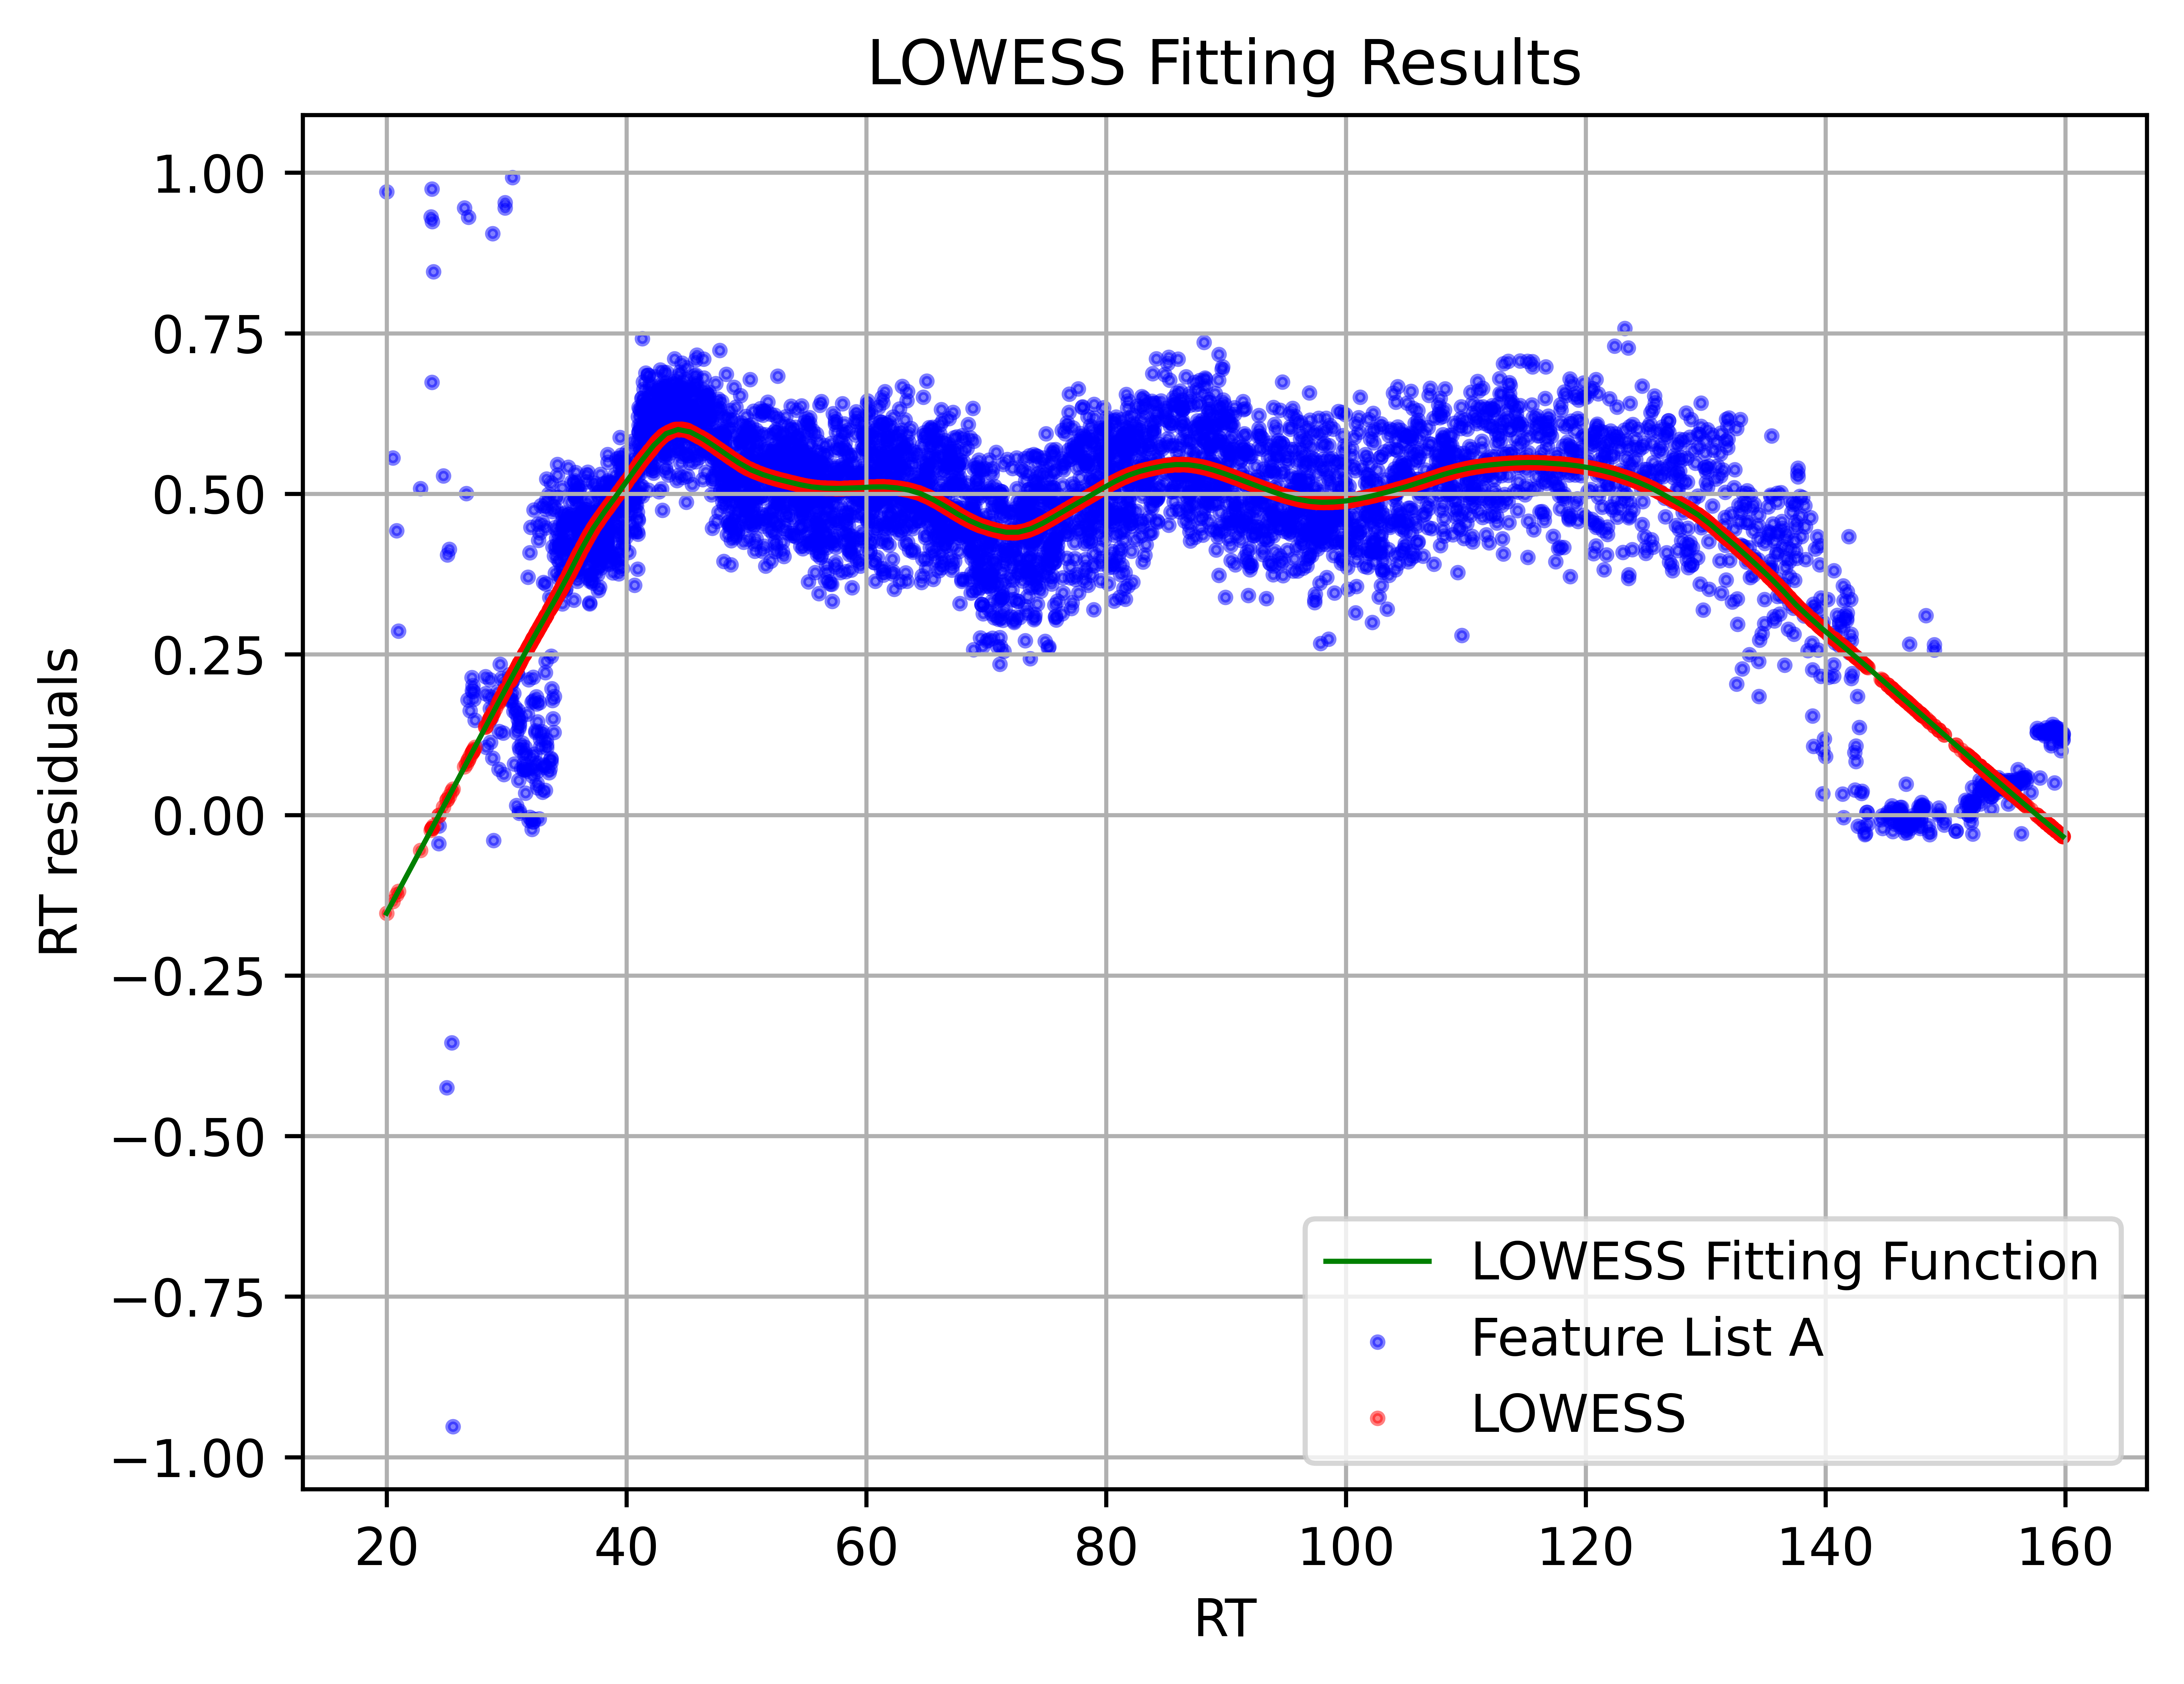 LOWESS Fitting Results
1.00
0.75
0.50
0.25
0.00
−0.25
−0.50
−0.75
−1.00
RT residuals
20 40 60 80 100 120 140 160
RT
LOWESS Fitting Function
Feature List A
LOWESS